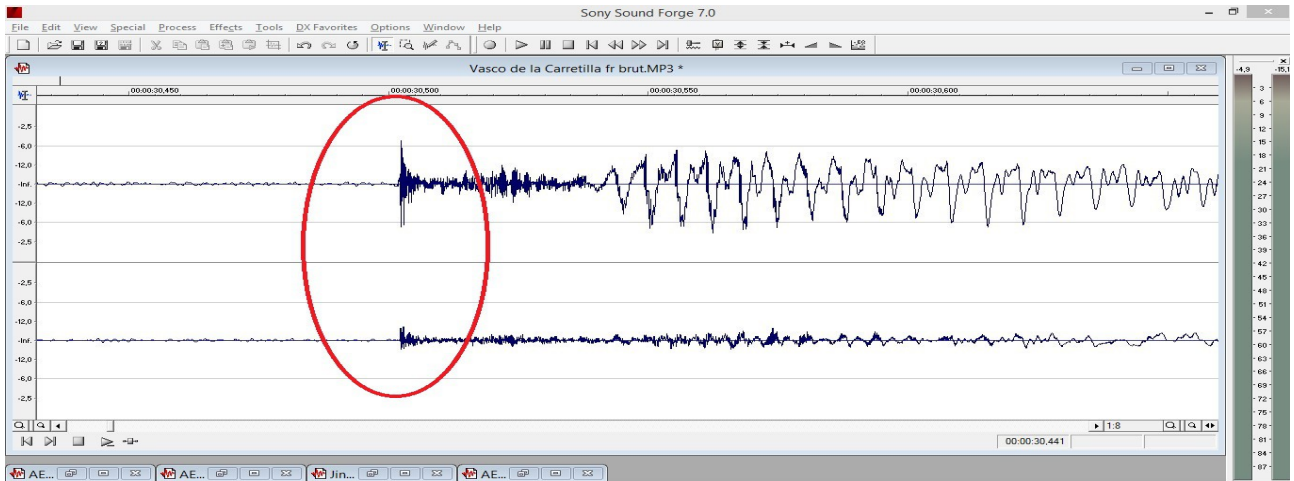 Sony Sound Forge 7.0
File Edit View Special Process Effects Tools DX Favorites Options Window Help
Vasco de la Carretilla fr brut.MP3 *
-4,9 -15,1
,00:00:30,450 ,00:00:30,500 ,00:00:30,550 ,00:00:30,600
-2,5
-6,0
-12,0
-Inf.
-12,0
-6,0
-2,5
-2,5
-6,0
-12,0
-Inf.
-12,0
-6,0
-2,5
- 3 -
- 6 -
- 9 -
- 12 -
- 15 -
- 18 -
- 21 -
- 24 -
- 27 -
- 30 -
- 33 -
- 36 -
- 39 -
- 42 -
- 45 -
- 48 -
- 51 -
- 54 -
- 57 -
- 60 -
- 63 -
- 66 -
- 69 -
- 72 -
- 75 -
- 78 -
- 81 -
- 84 -
- 87 -
1:8
00:00:30,441
AE... AE... Jin... AE...